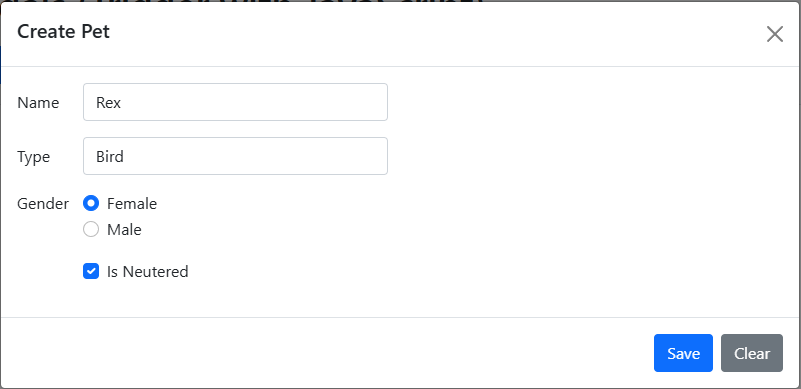 Create Pet
Name Rex
Type Bird
Gender Female
Male
Is Neutered
Save Clear